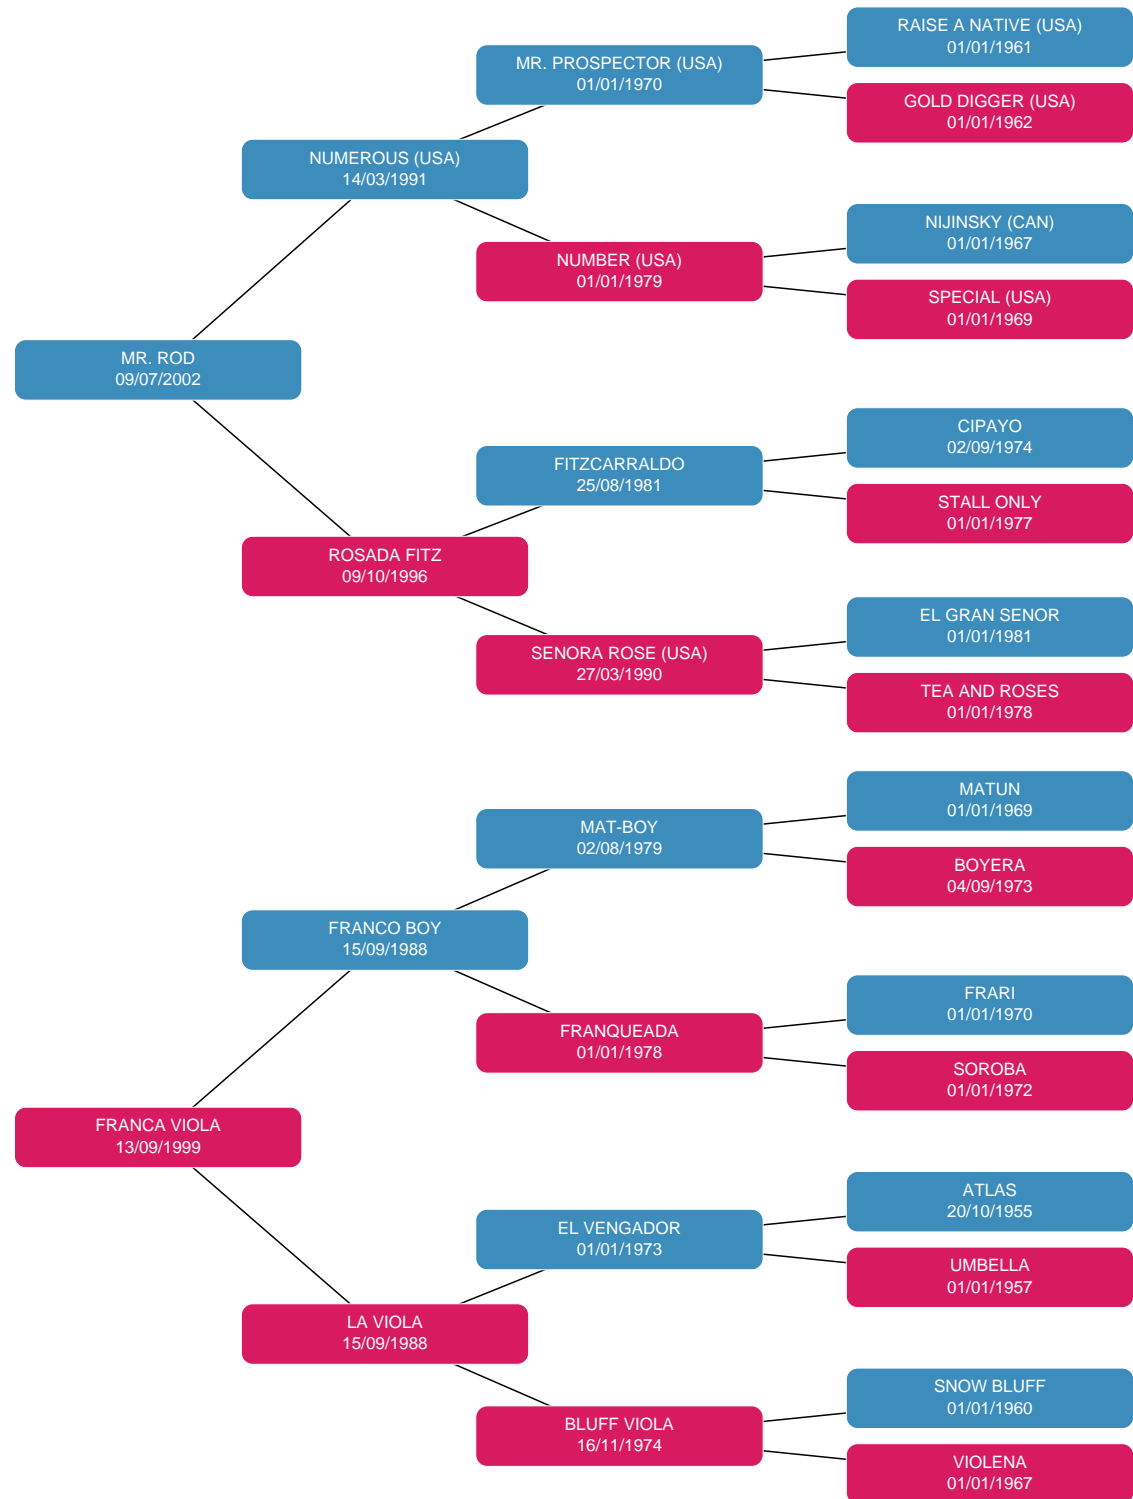 RAISE A NATIVE (USA)
01/01/1961
MR. PROSPECTOR (USA)
01/01/1970
GOLD DIGGER (USA)
01/01/1962
NUMEROUS (USA)
14/03/1991
NIJINSKY (CAN)
01/01/1967
NUMBER (USA)
01/01/1979
SPECIAL (USA)
01/01/1969
MR. ROD
09/07/2002
CIPAYO
02/09/1974
FITZCARRALDO
25/08/1981
STALL ONLY
01/01/1977
ROSADA FITZ
09/10/1996
EL GRAN SENOR
01/01/1981
SENORA ROSE (USA)
27/03/1990
TEA AND ROSES
01/01/1978
MATUN
01/01/1969
MAT-BOY
02/08/1979
BOYERA
04/09/1973
FRANCO BOY
15/09/1988
FRARI
01/01/1970
FRANQUEADA
01/01/1978
SOROBA
01/01/1972
FRANCA VIOLA
13/09/1999
ATLAS
20/10/1955
EL VENGADOR
01/01/1973
UMBELLA
01/01/1957
LA VIOLA
15/09/1988
SNOW BLUFF
01/01/1960
BLUFF VIOLA
16/11/1974
VIOLENA
01/01/1967